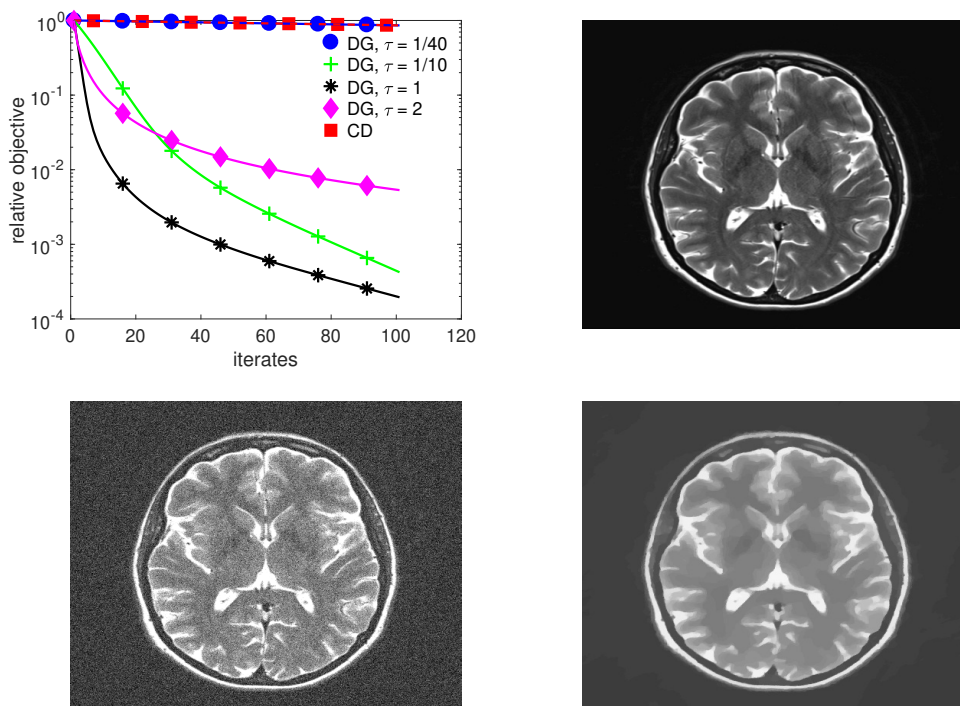 relative objective
10^0
10^-1
10^-2
10^-3
10^-4
DG, τ = 1/40
DG, τ = 1/10
DG, τ = 1
DG, τ = 2
CD
0 20 40 60 80 100 120
iterates